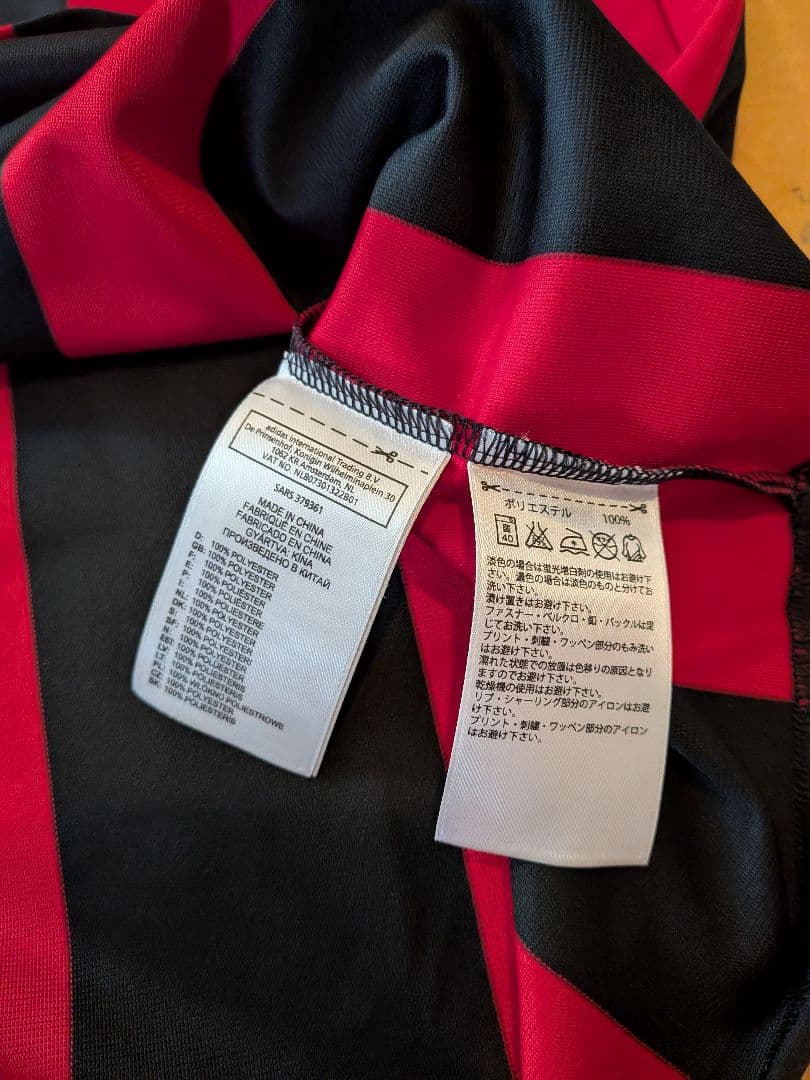 adidas International Trading B.V
De Prinsenhof, Konigin Wilhelminaplein 30
1062 KR Amsterdam, NL
VAT NO. NLB07301322B01
SARS 379361
MADE IN CHINA
FABRIQUÉ EN CHINE
FABRICADO EN CHINA
GYÁRTVA: KÍNA
ПРОИЗВЕДЕНО В КИТАЙ
D: 100% POLYESTER
GB: 100% POLYESTER
F: 100% POLYESTER
E: 100% POLIESTER
P: 100% POLIESTER
I: 100% POLIESTERE
NL: 100% POLYESTER
DK: 100% POLYESTER
S: 100% POLYESTER
SF: 100% POLYESTERI
100% POLIESZTER
EST: 100% POLÜESTER
LV: 100% POLIESTERIS
LT: 100% POLIESTERIS
PL: 100% WŁÓKNO POLIESTROWE
CZ: 100% POLYESTER
100% POLIESTERIS
ポリエステル 100%
40
淡色の場合は蛍光増白剤の使用はお避け下
さい。濃色の場合は淡色のものと分けてお
洗い下さい。
漬け置きはお避け下さい。
ファスナー・ベルクロ・釦・バックルは閉
じてお洗い下さい。
プリント・刺繍・ワッペン部分のもみ洗い
はお避け下さい。
濡れた状態での放置は色移りの原因となり
ますのでお避け下さい。
乾燥機の使用はお避け下さい。
リブ・シャーリング部分のアイロンはお避
け下さい。
プリント・刺繍・ワッペン部分のアイロン
はお避け下さい。